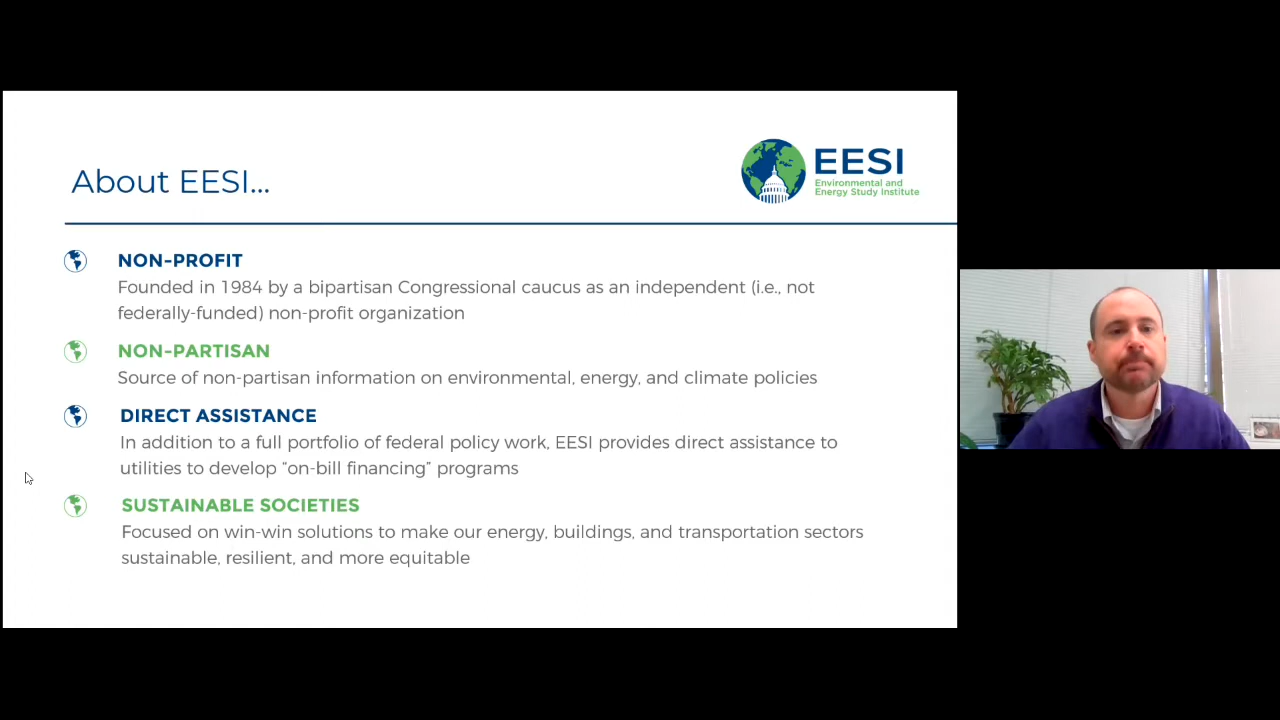 About EESI...
EESI
Environmental and
Energy Study Institute
NON-PROFIT
Founded in 1984 by a bipartisan Congressional caucus as an independent (i.e., not
federally-funded) non-profit organization
NON-PARTISAN
Source of non-partisan information on environmental, energy, and climate policies
DIRECT ASSISTANCE
In addition to a full portfolio of federal policy work, EESI provides direct assistance to
utilities to develop “on-bill financing” programs
SUSTAINABLE SOCIETIES
Focused on win-win solutions to make our energy, buildings, and transportation sectors
sustainable, resilient, and more equitable